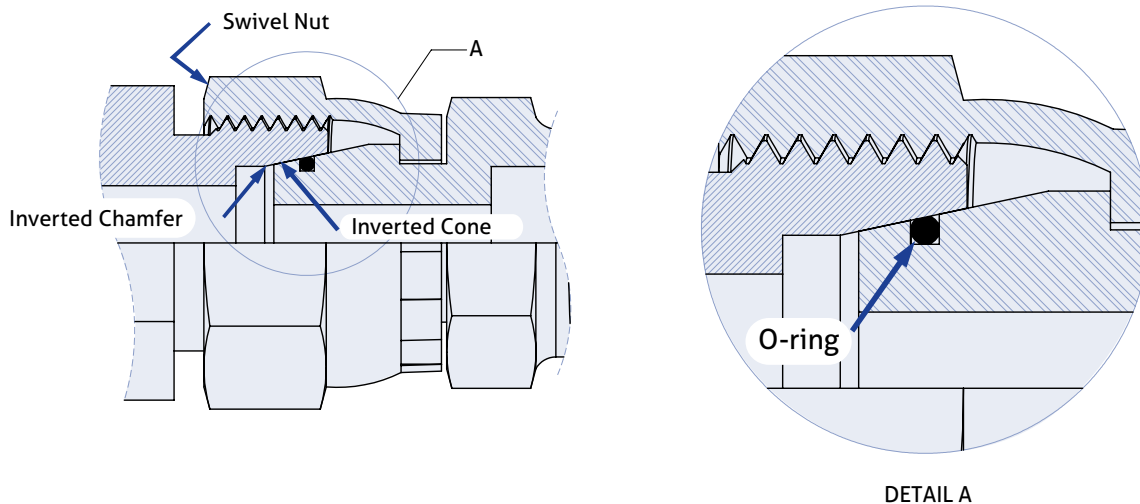 Swivel Nut
A
Inverted Chamfer
Inverted Cone
O-ring
DETAIL A